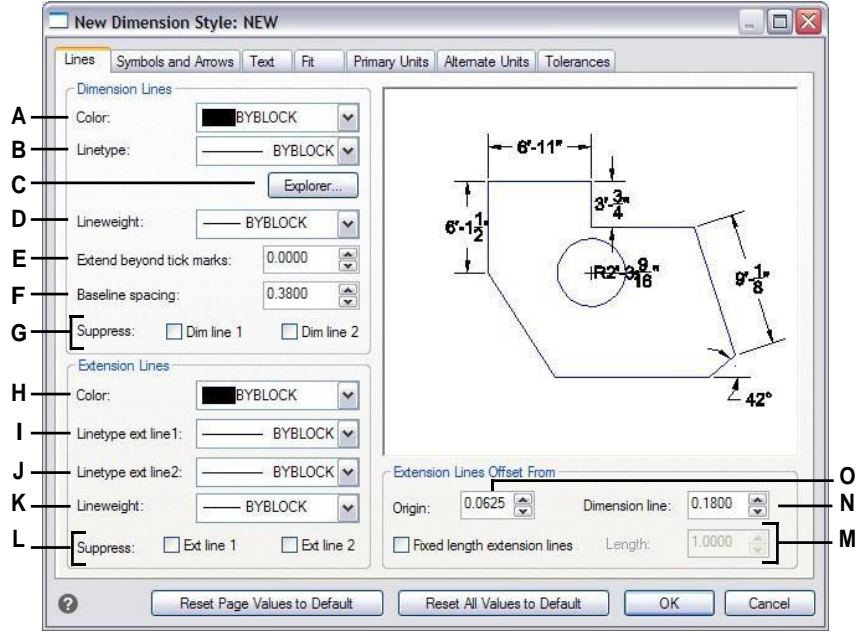 New Dimension Style: NEW
Lines Symbols and Arrows Text Fit Primary Units Alternate Units Tolerances
Dimension Lines
A Color: BYBLOCK
B Linetype: BYBLOCK
C Explorer...
D Lineweight: BYBLOCK
E Extend beyond tick marks: 0.0000
F Baseline spacing: 0.3800
G Suppress: Dim line 1 Dim line 2
Extension Lines
H Color: BYBLOCK
I Linetype ext line1: BYBLOCK
J Linetype ext line2: BYBLOCK
K Lineweight: BYBLOCK
L Suppress: Ext line 1 Ext line 2
6'-11"
3'-3/4"
6'-1 1/2"
R2'-3 9/16"
9'-1/8"
42°
Extension Lines Offset From
O
Origin: 0.0625 Dimension line: 0.1800 N
Fixed length extension lines Length: 1.0000 M
? Reset Page Values to Default Reset All Values to Default OK Cancel